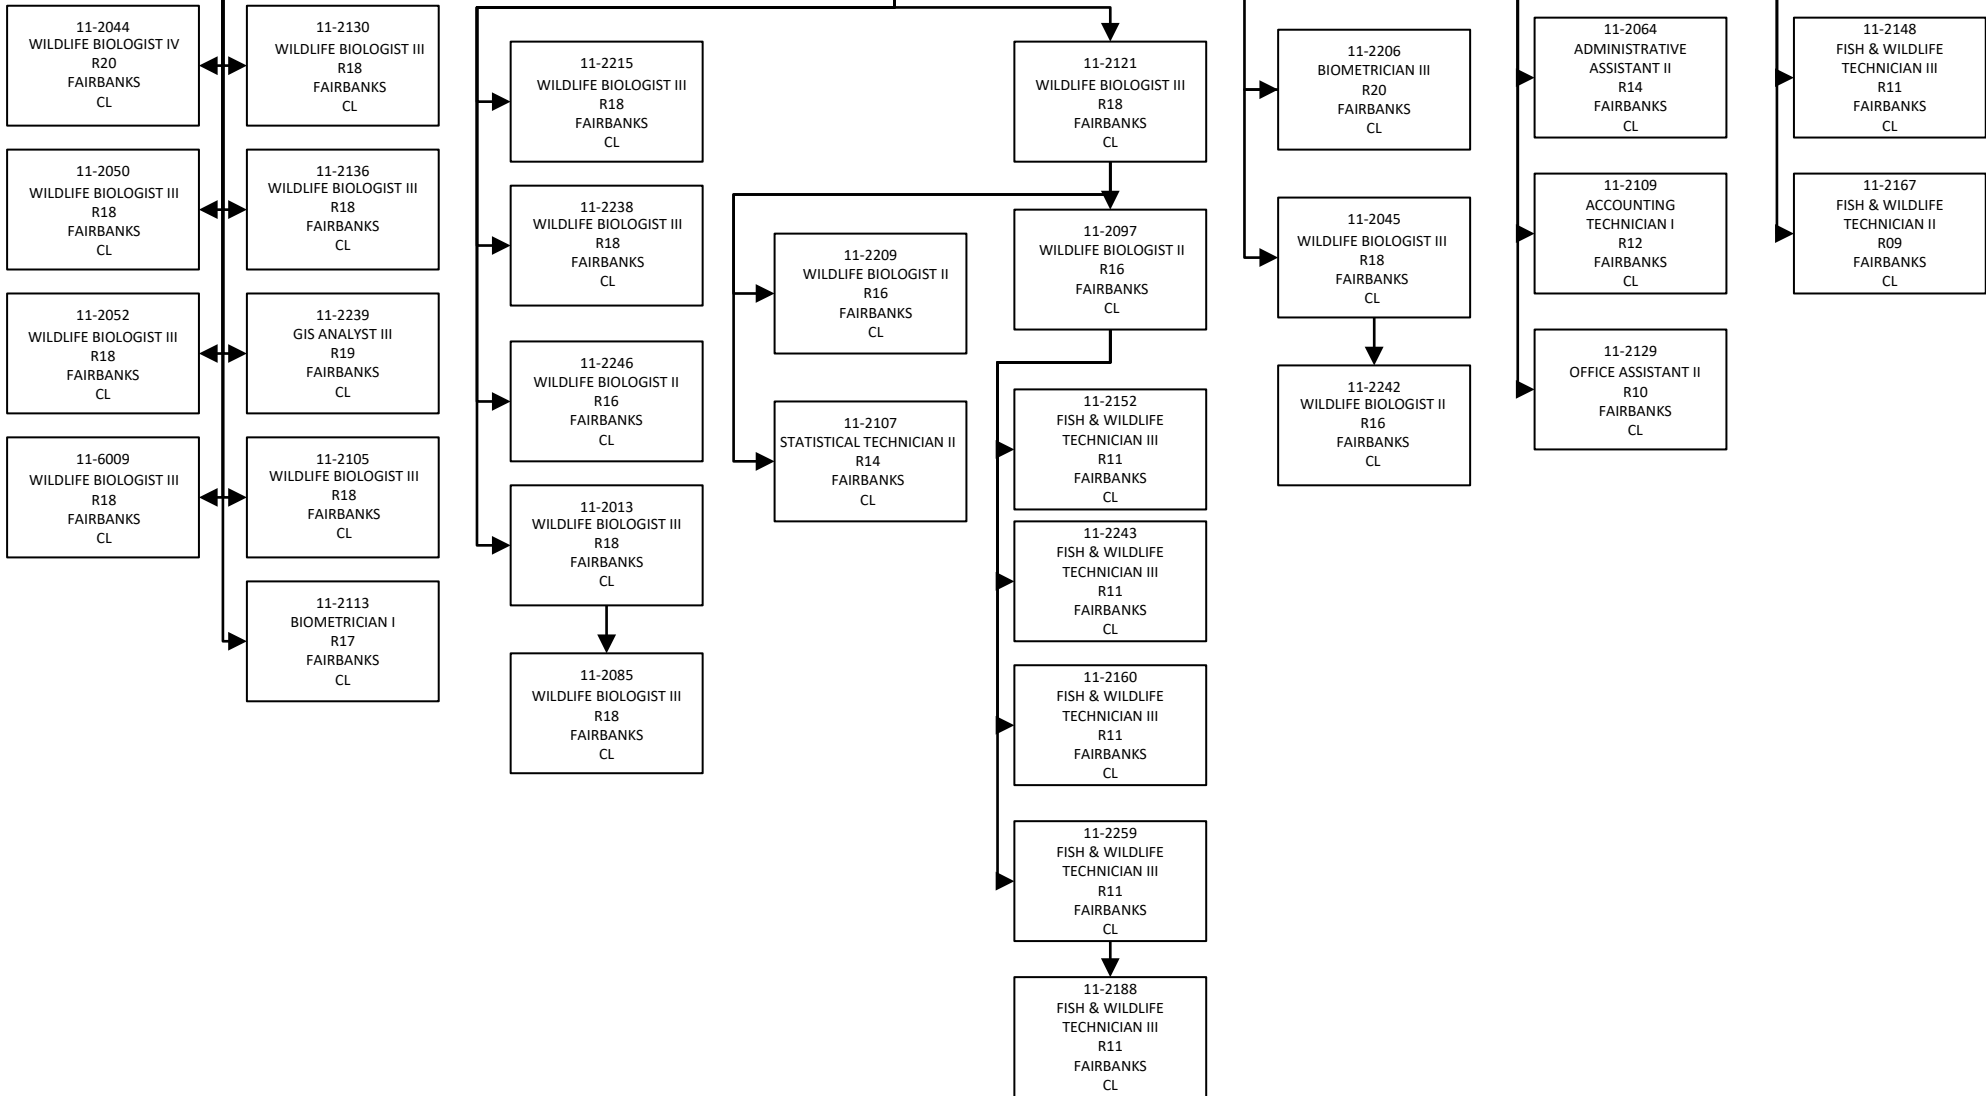 11-2044
WILDLIFE BIOLOGIST IV
R20
FAIRBANKS
CL
11-2050
WILDLIFE BIOLOGIST III
R18
FAIRBANKS
CL
11-2052
WILDLIFE BIOLOGIST III
R18
FAIRBANKS
CL
11-6009
WILDLIFE BIOLOGIST III
R18
FAIRBANKS
CL
11-2130
WILDLIFE BIOLOGIST III
R18
FAIRBANKS
CL
11-2136
WILDLIFE BIOLOGIST III
R18
FAIRBANKS
CL
11-2239
GIS ANALYST III
R19
FAIRBANKS
CL
11-2105
WILDLIFE BIOLOGIST III
R18
FAIRBANKS
CL
11-2113
BIOMETRICIAN I
R17
FAIRBANKS
CL
11-2215
WILDLIFE BIOLOGIST III
R18
FAIRBANKS
CL
11-2238
WILDLIFE BIOLOGIST III
R18
FAIRBANKS
CL
11-2246
WILDLIFE BIOLOGIST II
R16
FAIRBANKS
CL
11-2013
WILDLIFE BIOLOGIST III
R18
FAIRBANKS
CL
11-2085
WILDLIFE BIOLOGIST III
R18
FAIRBANKS
CL
11-2209
WILDLIFE BIOLOGIST II
R16
FAIRBANKS
CL
11-2107
STATISTICAL TECHNICIAN II
R14
FAIRBANKS
CL
11-2121
WILDLIFE BIOLOGIST III
R18
FAIRBANKS
CL
11-2097
WILDLIFE BIOLOGIST II
R16
FAIRBANKS
CL
11-2152
FISH & WILDLIFE
TECHNICIAN III
R11
FAIRBANKS
CL
11-2243
FISH & WILDLIFE
TECHNICIAN III
R11
FAIRBANKS
CL
11-2160
FISH & WILDLIFE
TECHNICIAN III
R11
FAIRBANKS
CL
11-2259
FISH & WILDLIFE
TECHNICIAN III
R11
FAIRBANKS
CL
11-2188
FISH & WILDLIFE
TECHNICIAN III
R11
FAIRBANKS
CL
11-2206
BIOMETRICIAN III
R20
FAIRBANKS
CL
11-2045
WILDLIFE BIOLOGIST III
R18
FAIRBANKS
CL
11-2242
WILDLIFE BIOLOGIST II
R16
FAIRBANKS
CL
11-2064
ADMINISTRATIVE
ASSISTANT II
R14
FAIRBANKS
CL
11-2109
ACCOUNTING
TECHNICIAN I
R12
FAIRBANKS
CL
11-2129
OFFICE ASSISTANT II
R10
FAIRBANKS
CL
11-2148
FISH & WILDLIFE
TECHNICIAN III
R11
FAIRBANKS
CL
11-2167
FISH & WILDLIFE
TECHNICIAN II
R09
FAIRBANKS
CL